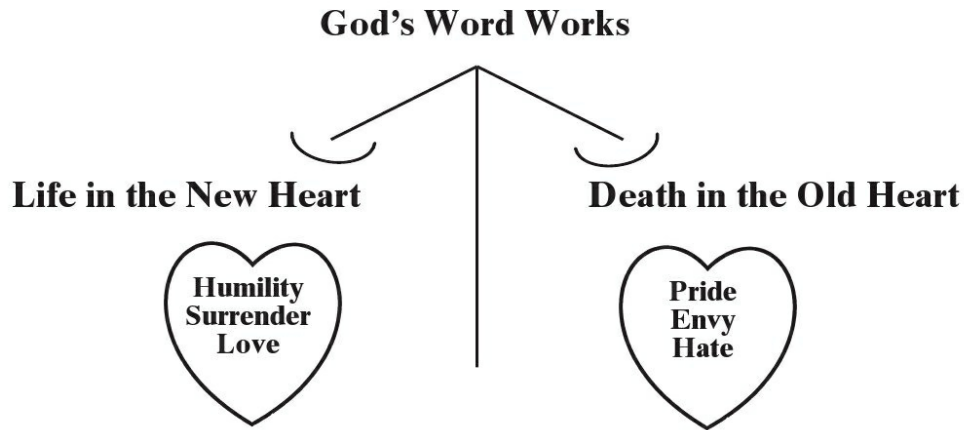 God's Word Works
Life in the New Heart
Death in the Old Heart
Humility
Surrender
Love
Pride
Envy
Hate